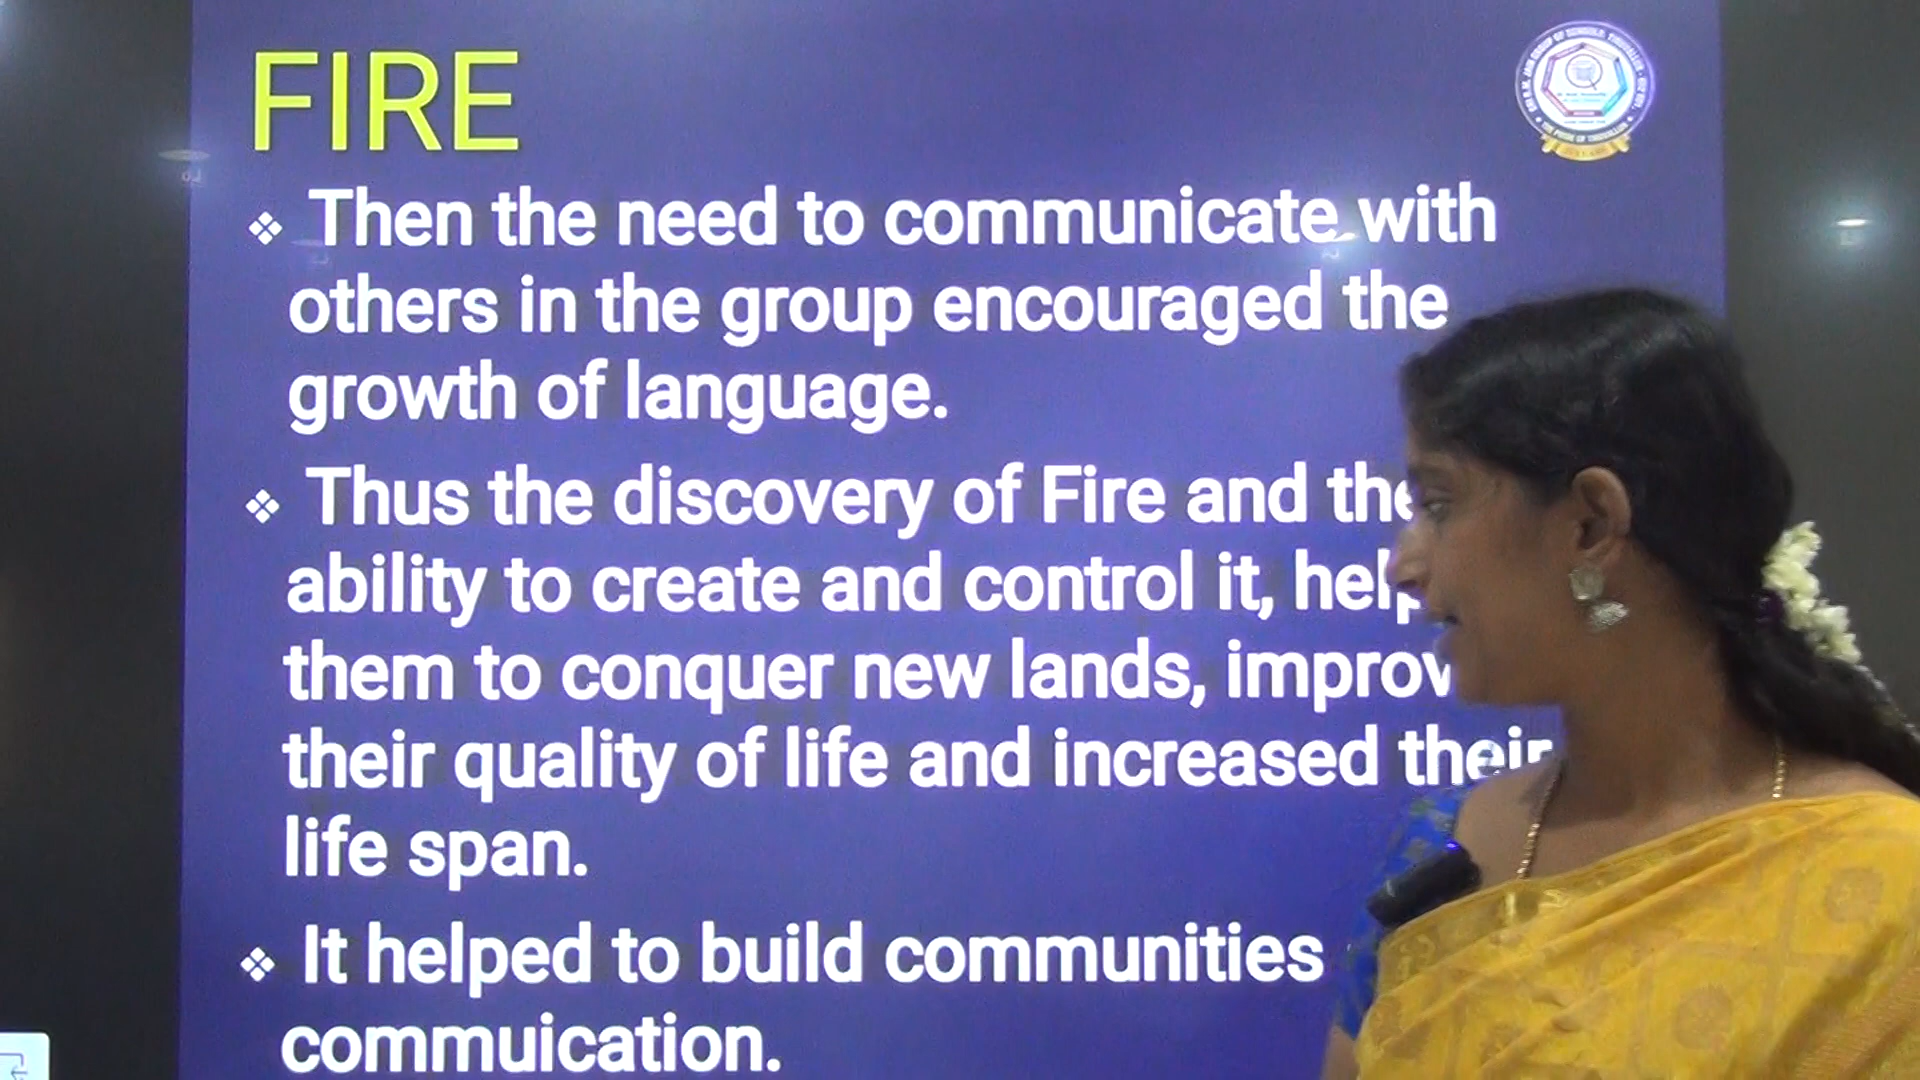 FIRE
Then the need to communicate with
others in the group encouraged the
growth of language.
Thus the discovery of Fire and the
ability to create and control it,
them to conquer new lands,
their quality of life and increased their
life span.
It helped to build communities
commuication.